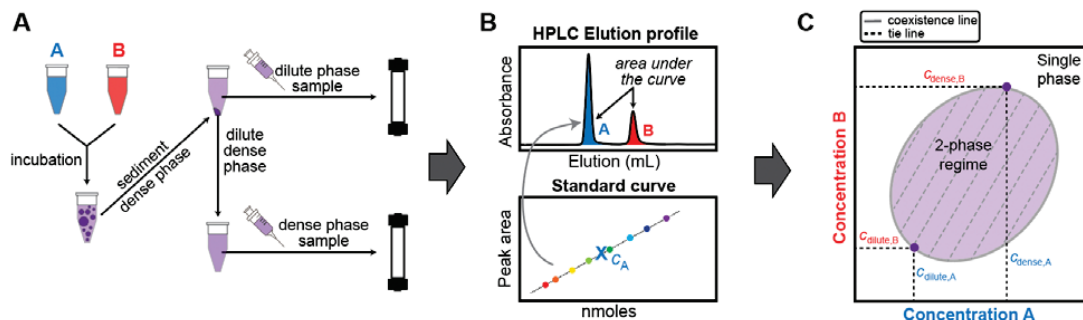 A
A
B
incubation
sediment
dense phase
dilute phase
sample
dilute
dense
phase
dense phase
sample
B
HPLC Elution profile
Absorbance
area under
the curve
A
B
Elution (mL)
Standard curve
Peak area
X
CA
nmoles
C
coexistence line
tie line
Single
phase
Concentration B
cdense,B
2-phase
regime
cdilute,B
cdilute,A
cdense,A
Concentration A